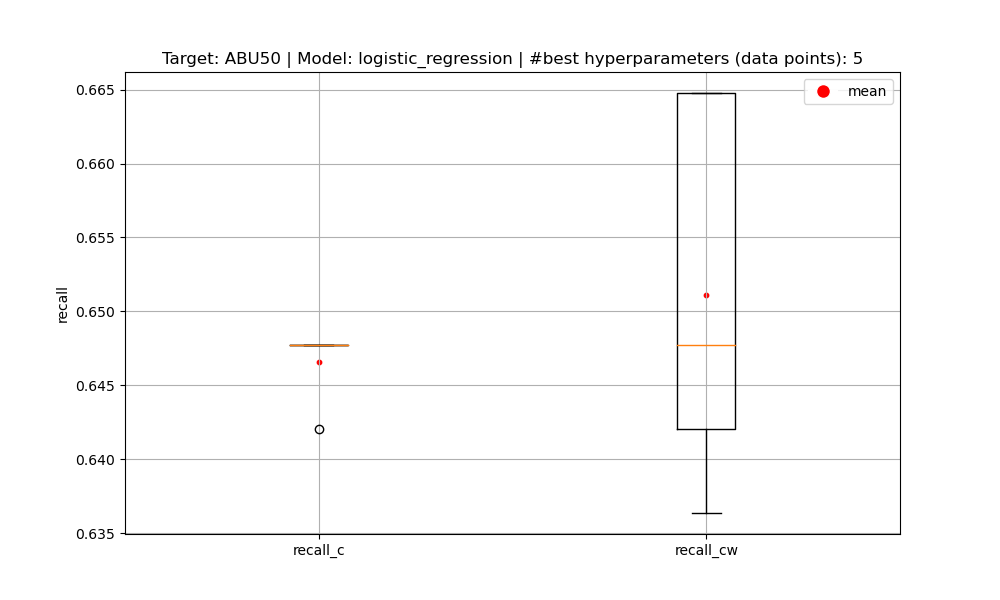 Target: ABU50 | Model: logistic_regression | #best hyperparameters (data points): 5
mean
0.665
0.660
0.655
0.650
0.645
0.640
0.635
recall
recall_c
recall_cw